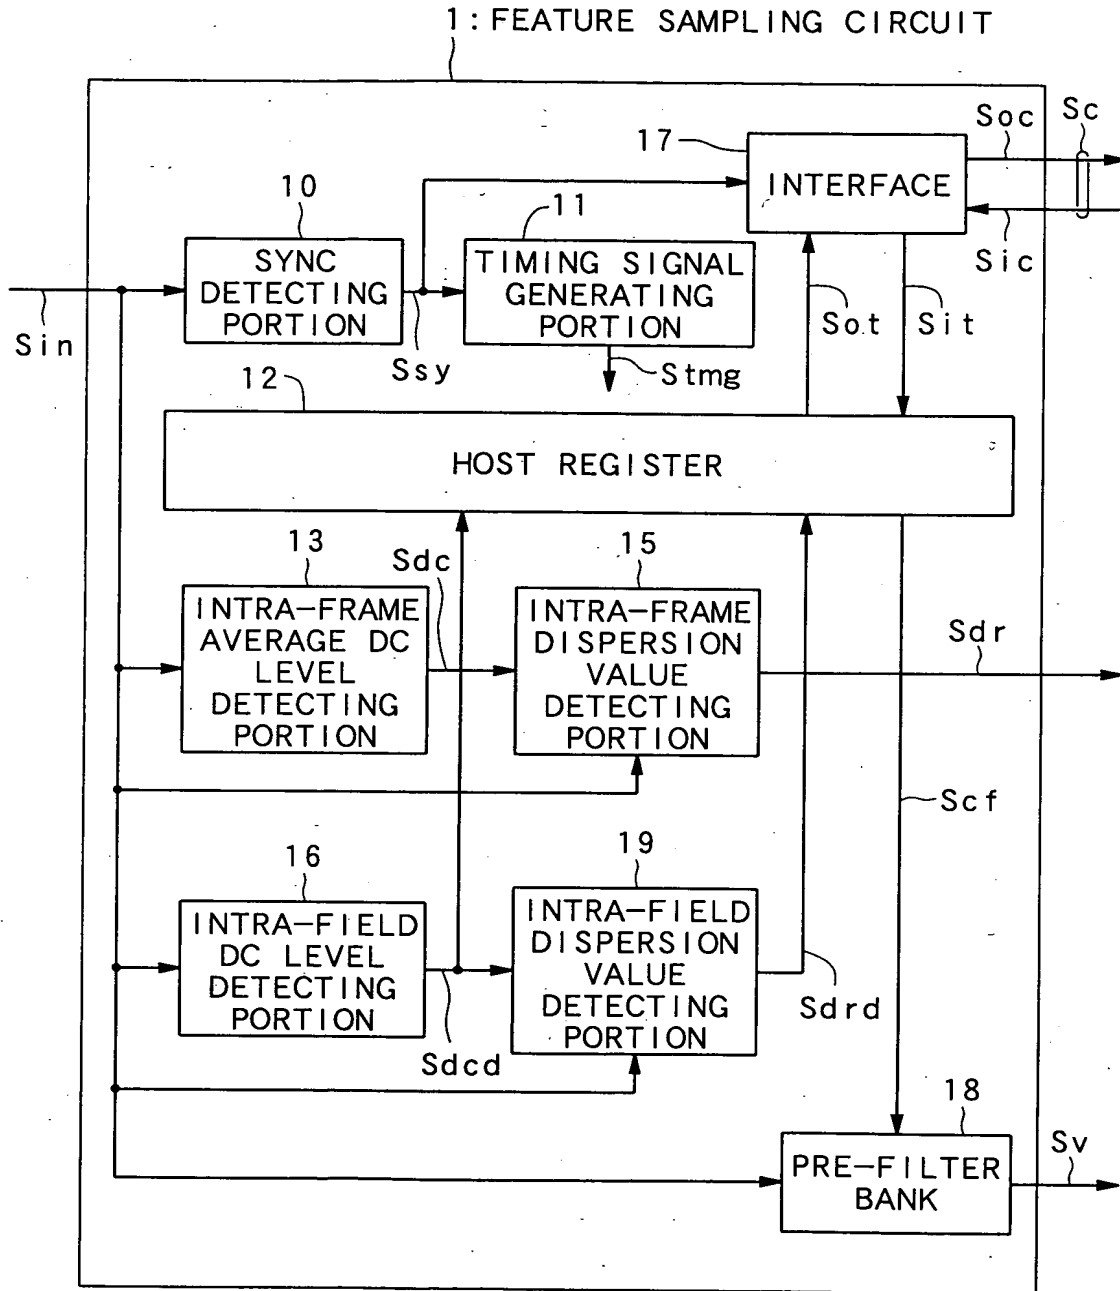 1: FEATURE SAMPLING CIRCUIT
Soc
Sc
17
INTERFACE
Sic
10
11
SYNC
DETECTING
PORTION
TIMING SIGNAL
GENERATING
PORTION
Sin
Ssy
Stmg
Sot
Sit
12
HOST REGISTER
13
Sdc
15
INTRA-FRAME
AVERAGE DC
LEVEL
DETECTING
PORTION
INTRA-FRAME
DISPERSION
VALUE
DETECTING
PORTION
Sdr
Scf
16
19
INTRA-FIELD
DC LEVEL
DETECTING
PORTION
INTRA-FIELD
DISPERSION
VALUE
DETECTING
PORTION
Sdcd
Sdrd
18
PRE-FILTER
BANK
Sv